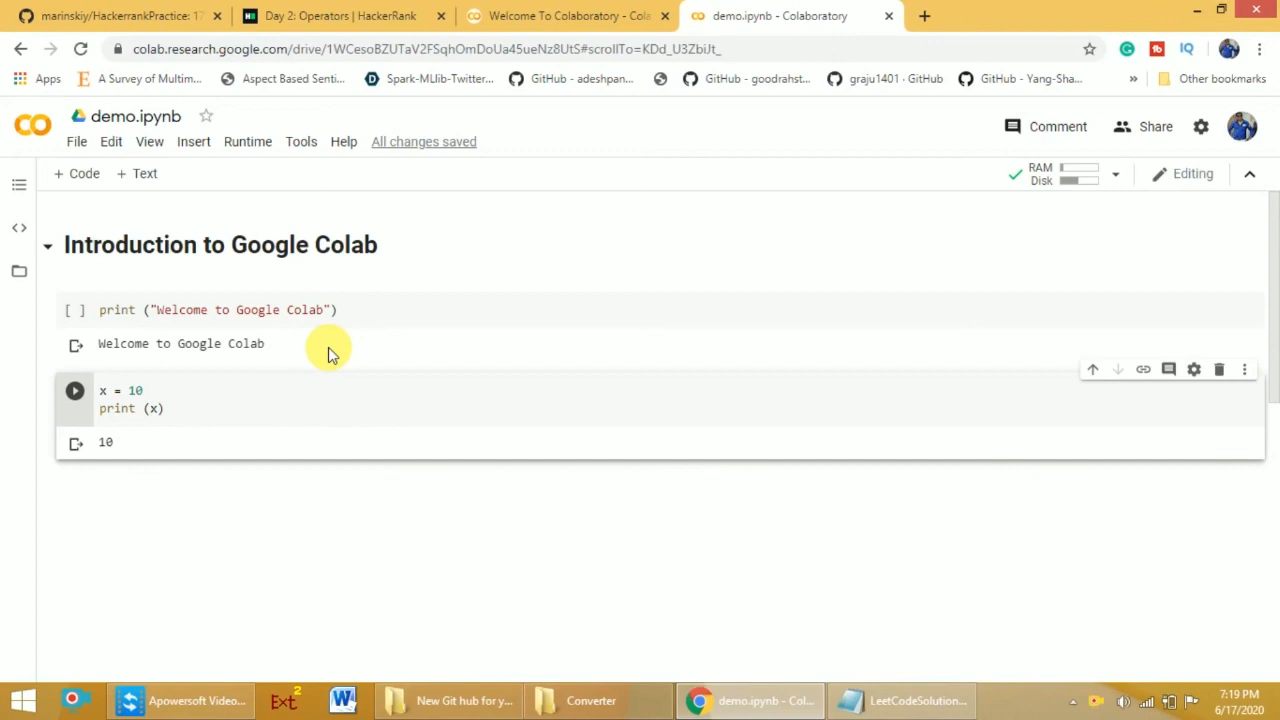 marinskiy/HackerrankPractice: 17
Day 2: Operators | HackerRank
Welcome To Colaboratory - Cola
demo.ipynb - Colaboratory
colab.research.google.com/drive/1WCesoBZUTaV2FSqhOmDoUa45ueNz8UtS#scrollTo=KDd_U3ZbiJt_
Apps
A Survey of Multim...
Aspect Based Senti...
Spark-MLlib-Twitter...
GitHub - adeshpan...
GitHub - goodrahst...
graju1401 · GitHub
GitHub - Yang-Sha...
Other bookmarks
demo.ipynb
Comment
Share
File Edit View Insert Runtime Tools Help All changes saved
+ Code + Text
RAM
Disk
Editing
Introduction to Google Colab
[ ] print ("Welcome to Google Colab")
Welcome to Google Colab
x = 10
print (x)
10
Apowersoft Video...
Ext2
New Git hub for y...
Converter
demo.ipynb - Col...
LeetCodeSolution...
7:19 PM
6/17/2020